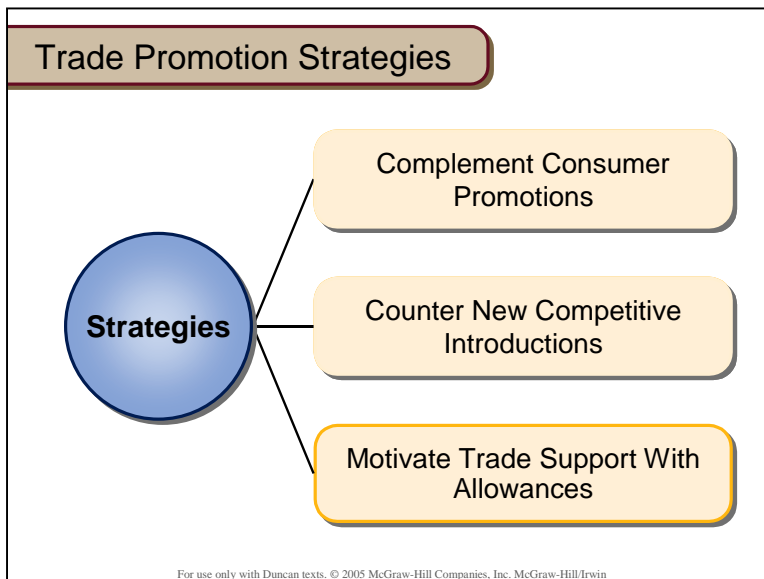 Trade Promotion Strategies
Complement Consumer
Promotions
Strategies
Counter New Competitive
Introductions
Motivate Trade Support With
Allowances
For use only with Duncan texts. © 2005 McGraw-Hill Companies, Inc. McGraw-Hill/Irwin